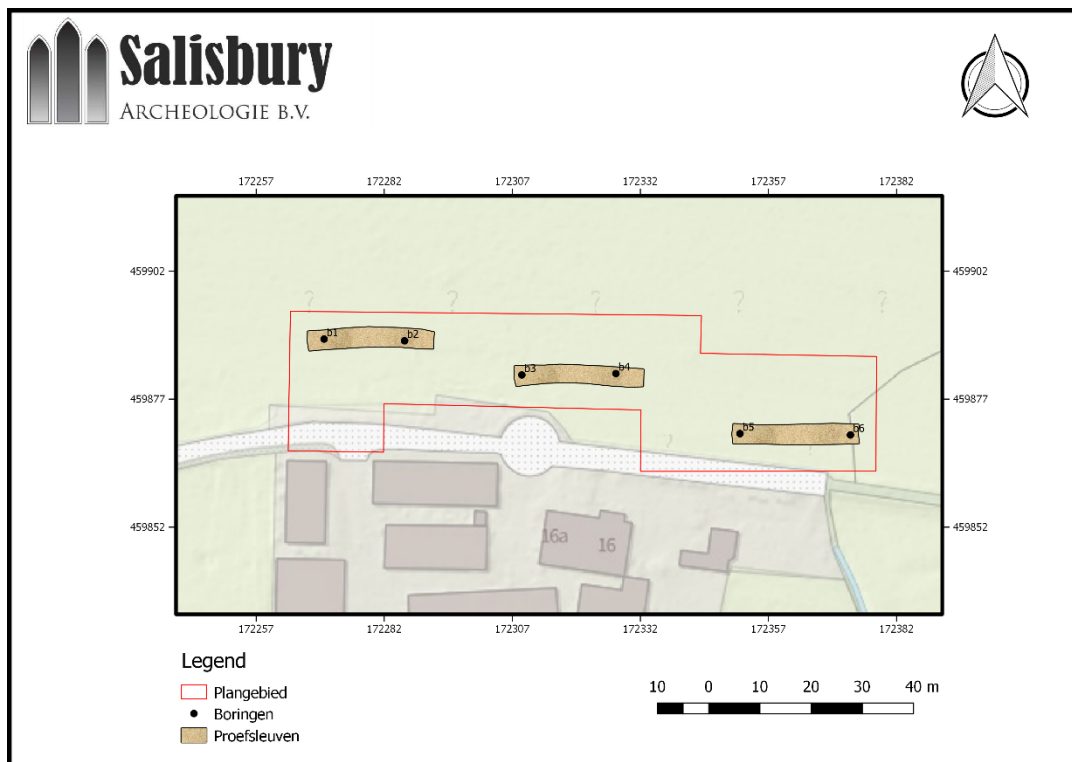 Salisbury
ARCHEOLOGIE B.V.
172257 172282 172307 172332 172357 172382
459902 459902
? ? ? ? ?
b1 b2
b3 b4
459877 459877
b5 b6
? ?
16a 16
459852 459852
172257 172282 172307 172332 172357 172382
Legend
Plangebied
Boringen
Proefsleuven
10 0 10 20 30 40 m